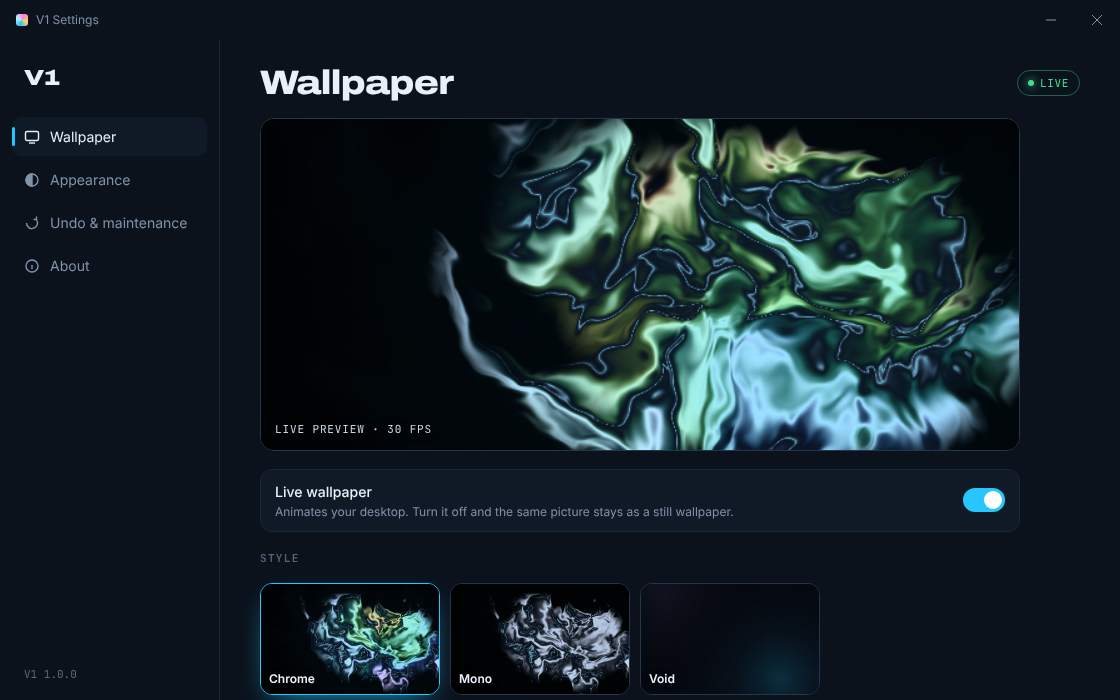 V1 Settings
V1
Wallpaper
Appearance
Undo & maintenance
About
V1 1.0.0
Wallpaper
LIVE
LIVE PREVIEW · 30 FPS
Live wallpaper
Animates your desktop. Turn it off and the same picture stays as a still wallpaper.
STYLE
Chrome
Mono
Void